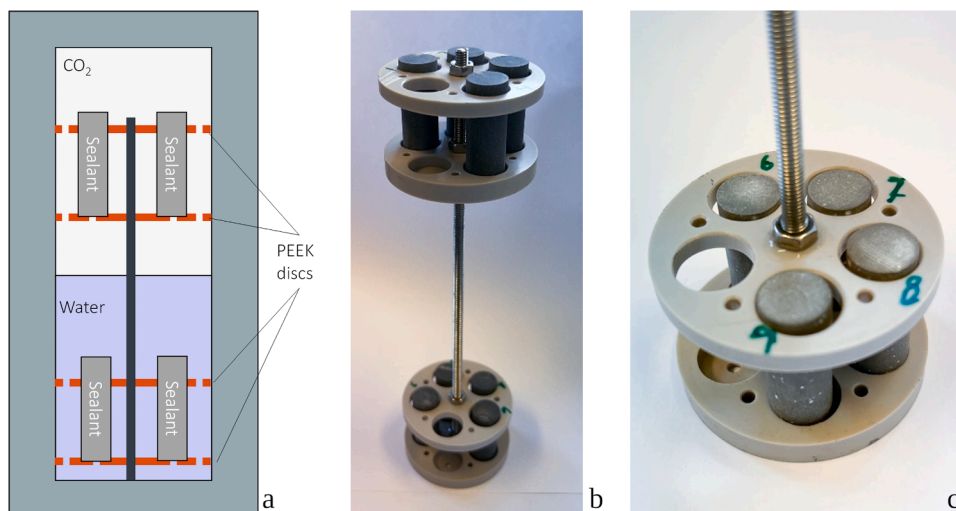 CO₂
Sealant
Sealant
PEEK
discs
Water
Sealant
Sealant
a
b
6
7
8
9
c